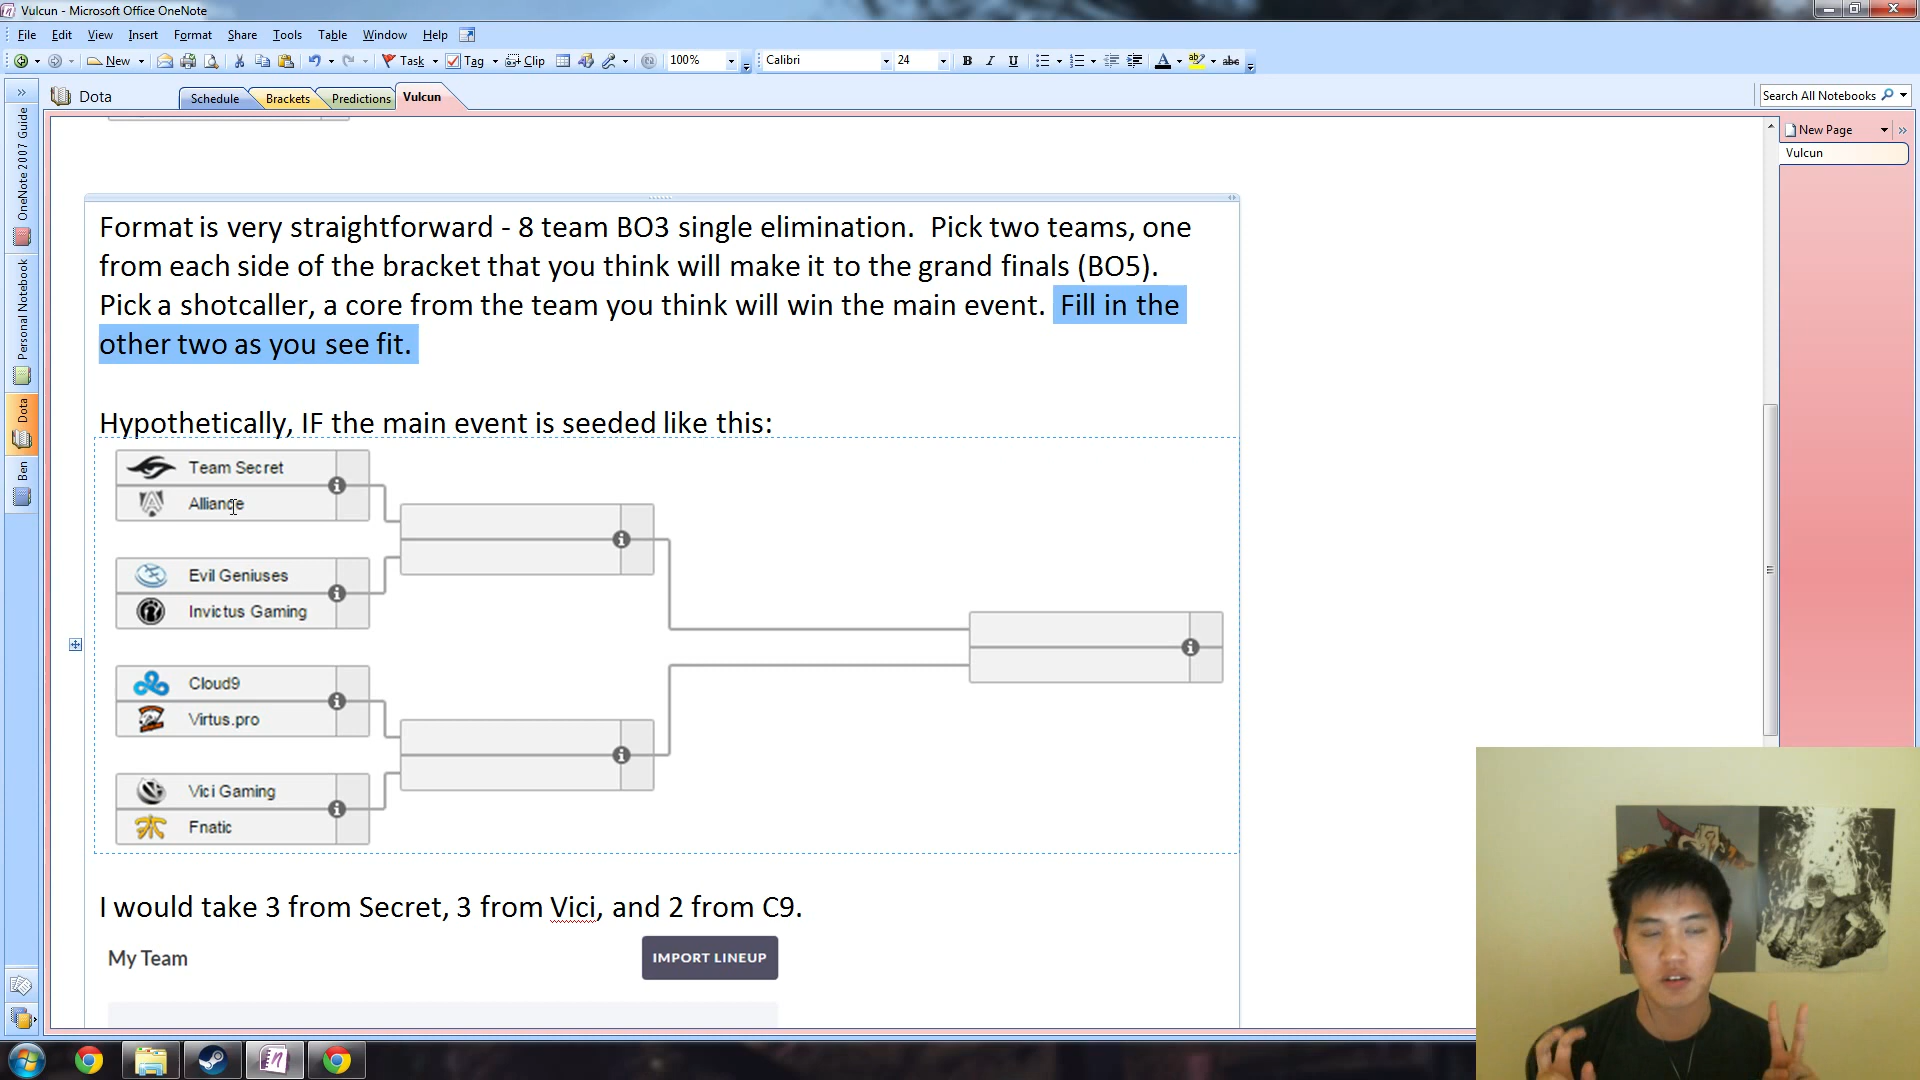 Vulcun - Microsoft Office OneNote
File Edit View Insert Format Share Tools Table Window Help
New Task Tag Clip 100% Calibri 24 B I U A ab abc
Dota Schedule Brackets Predictions Vulcun Search All Notebooks
New Page
Vulcun
OneNote 2007 Guide
Personal Notebook
Dota
Ben
Format is very straightforward - 8 team BO3 single elimination. Pick two teams, one
from each side of the bracket that you think will make it to the grand finals (BO5).
Pick a shotcaller, a core from the team you think will win the main event. Fill in the
other two as you see fit.
Hypothetically, IF the main event is seeded like this:
Team Secret
Alliance
Evil Geniuses
Invictus Gaming
Cloud9
Virtus.pro
Vici Gaming
Fnatic
I would take 3 from Secret, 3 from Vici, and 2 from C9.
My Team IMPORT LINEUP